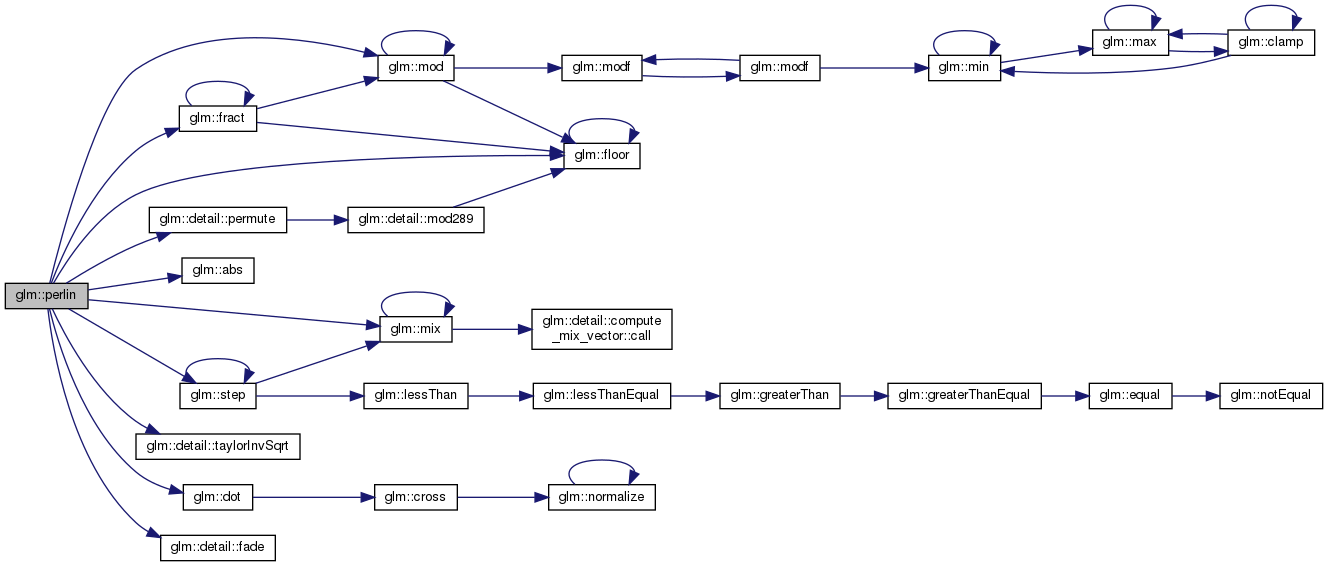 glm::max
glm::clamp
glm::mod
glm::modf
glm::modf
glm::min
glm::fract
glm::floor
glm::detail::permute
glm::detail::mod289
glm::abs
glm::perlin
glm::mix
glm::detail::compute
_mix_vector::call
glm::step
glm::lessThan
glm::lessThanEqual
glm::greaterThan
glm::greaterThanEqual
glm::equal
glm::notEqual
glm::detail::taylorInvSqrt
glm::dot
glm::cross
glm::normalize
glm::detail::fade